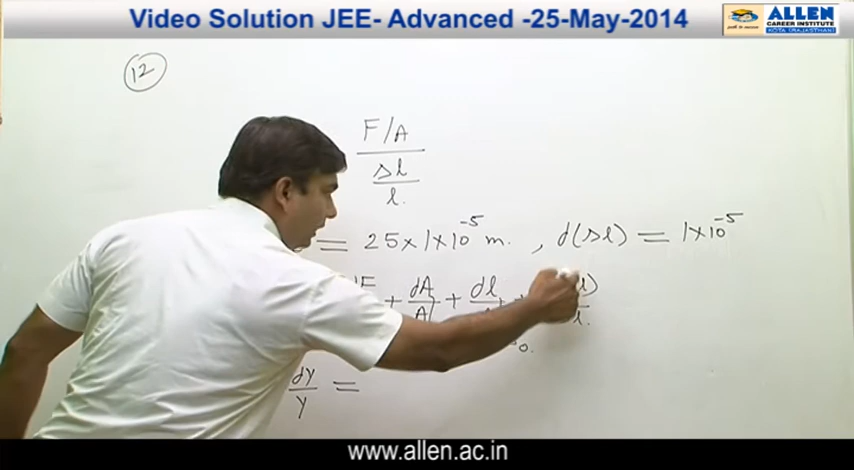 Video Solution JEE- Advanced -25-May-2014
ALLEN
CAREER INSTITUTE
KOTA (RAJASTHAN)
12
F/A
Δl
l.
= 25×1×10⁻⁵ m. , d(Δl) = 1×10⁻⁵
+ dA/A + dl +
l.
dY/Y =
www.allen.ac.in